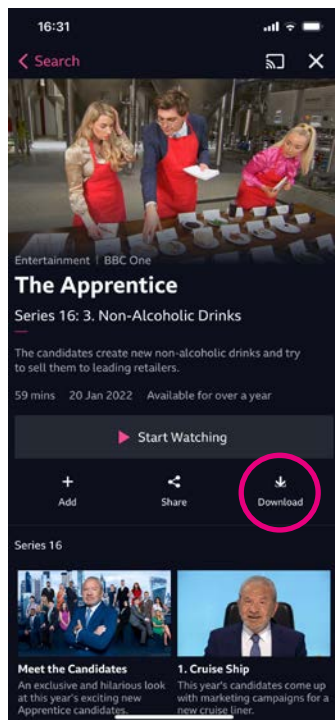 16:31
Search
Entertainment | BBC One
The Apprentice
Series 16: 3. Non-Alcoholic Drinks
The candidates create new non-alcoholic drinks and try
to sell them to leading retailers.
59 mins 20 Jan 2022 Available for over a year
Start Watching
Add Share Download
Series 16
Meet the Candidates
An exclusive and hilarious look
at this year's exciting new
Apprentice candidates.
1. Cruise Ship
This year's candidates come up
with marketing campaigns for a
new cruise liner.